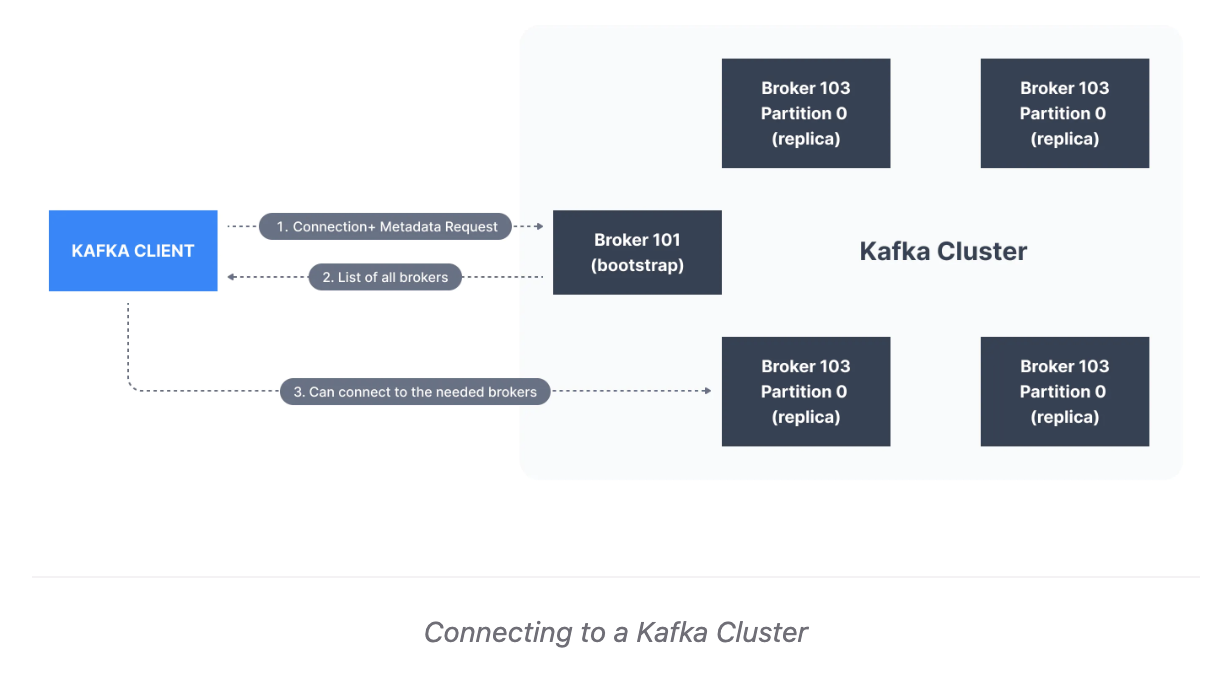 Broker 103
Partition 0
(replica)
Broker 103
Partition 0
(replica)
KAFKA CLIENT
1. Connection+ Metadata Request
2. List of all brokers
Broker 101
(bootstrap)
Kafka Cluster
3. Can connect to the needed brokers
Broker 103
Partition 0
(replica)
Broker 103
Partition 0
(replica)
Connecting to a Kafka Cluster